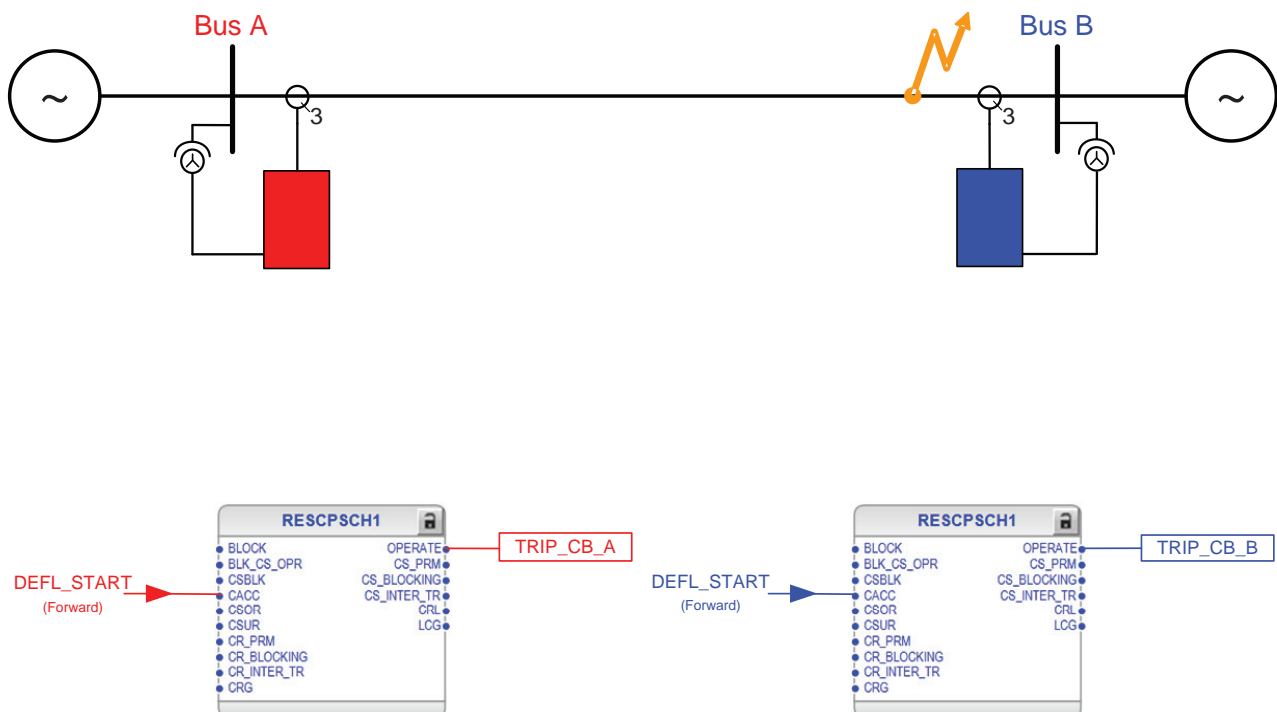 Bus A
Bus B
~
~
3
3
RESCPSCH1
BLOCK
BLK_CS_OPR
CSBLK
CACC
CSOR
CSUR
CR_PRM
CR_BLOCKING
CR_INTER_TR
CRG
OPERATE
CS_PRM
CS_BLOCKING
CS_INTER_TR
CRL
LCG
DEFL_START
(Forward)
TRIP_CB_A
RESCPSCH1
BLOCK
BLK_CS_OPR
CSBLK
CACC
CSOR
CSUR
CR_PRM
CR_BLOCKING
CR_INTER_TR
CRG
OPERATE
CS_PRM
CS_BLOCKING
CS_INTER_TR
CRL
LCG
DEFL_START
(Forward)
TRIP_CB_B